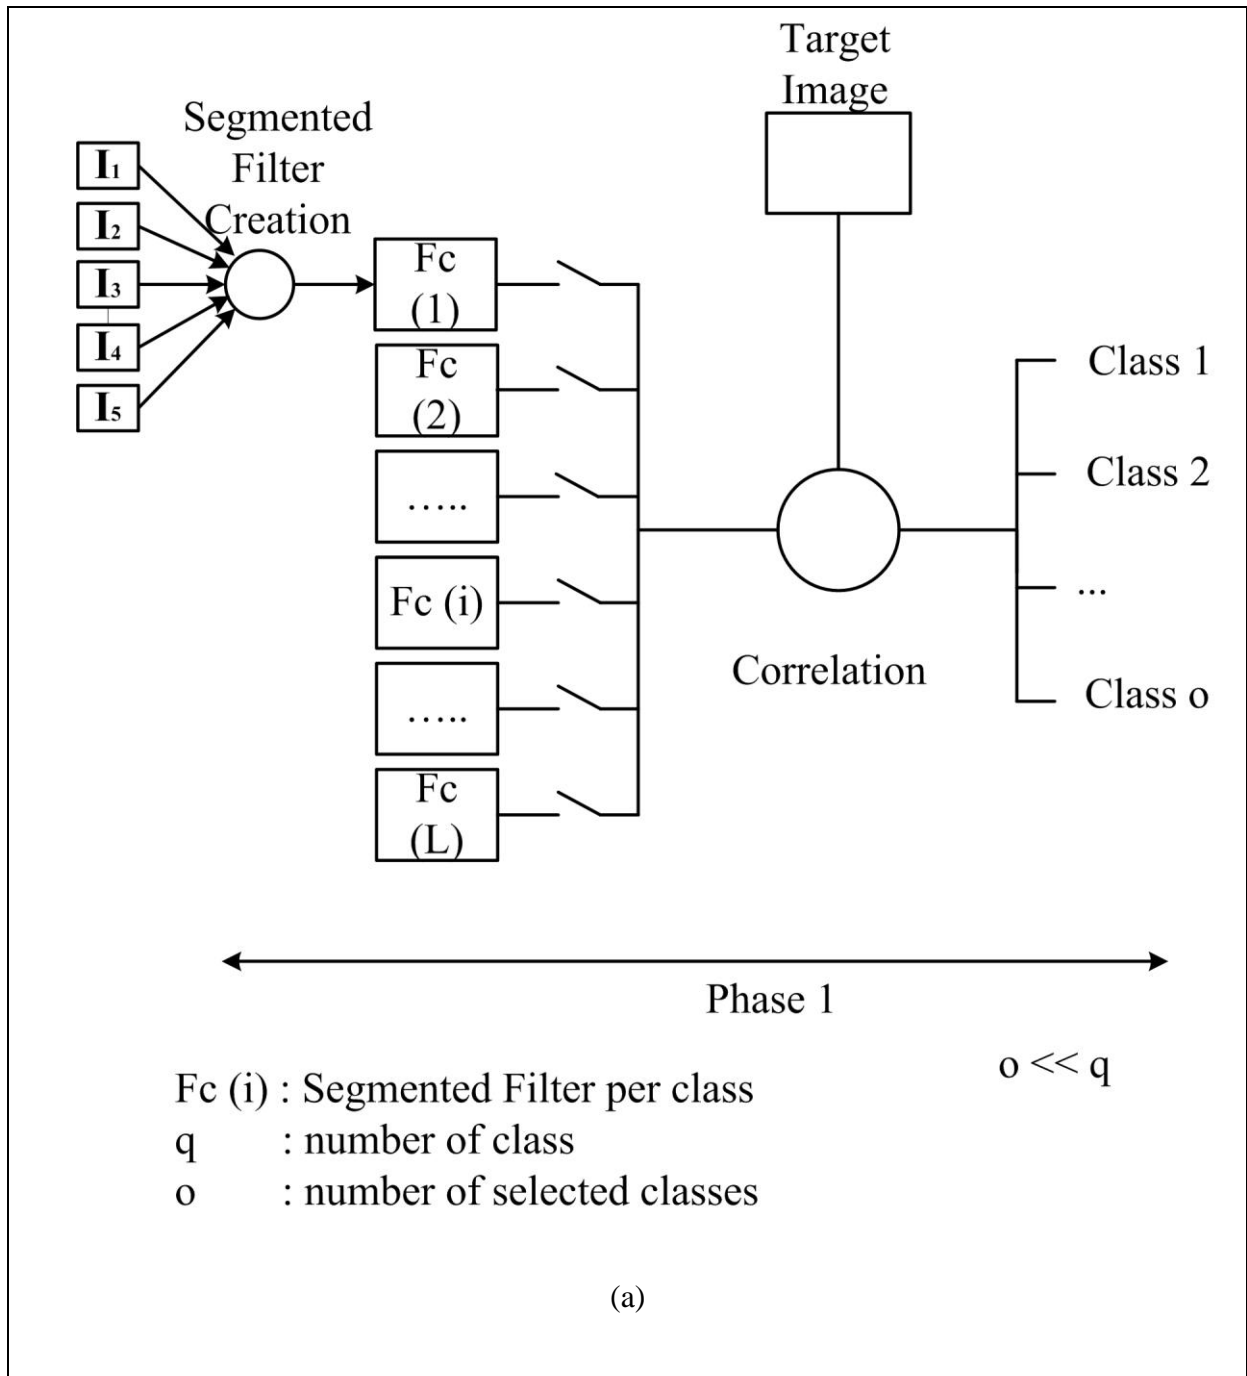 Target
Image
Segmented
Filter
Creation
I1
I2
I3
I4
I5
Fc
(1)
Fc
(2)
.....
Fc (i)
.....
Fc
(L)
Correlation
Class 1
Class 2
...
Class o
Phase 1
o << q
Fc (i) : Segmented Filter per class
q : number of class
o : number of selected classes
(a)